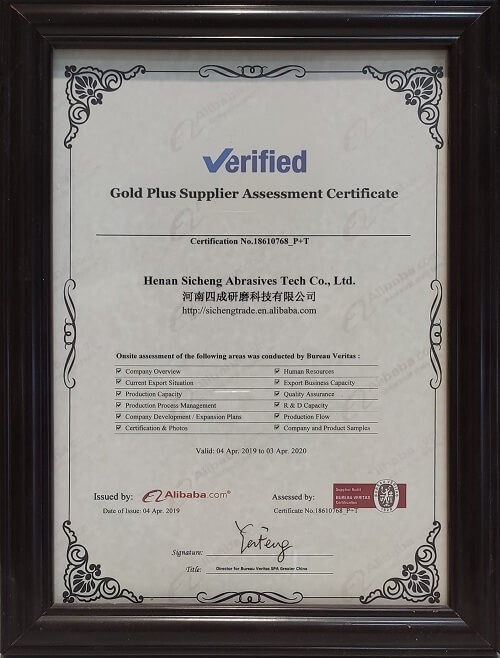 Verified
Gold Plus Supplier Assessment Certificate
Certification No.18610768_P+T
Henan Sicheng Abrasives Tech Co., Ltd.
河南四成研磨科技有限公司
http://sichengtrade.en.alibaba.com
Onsite assessment of the following areas was conducted by Bureau Veritas :
Company Overview
Human Resources
Current Export Situation
Export Business Capacity
Production Capacity
Quality Assurance
Production Process Management
R & D Capacity
Company Development / Expansion Plans
Production Flow
Certification & Photos
Company and Product Samples
Valid: 04 Apr. 2019 to 03 Apr. 2020
Issued by: Alibaba.com®
Date of Issue: 04 Apr. 2019
Assessed by:
Supplier Audit
BUREAU VERITAS
Certification
Certificate No.18610768_P+T
Signature:
Title: Director for Bureau Veritas SPA Greater China